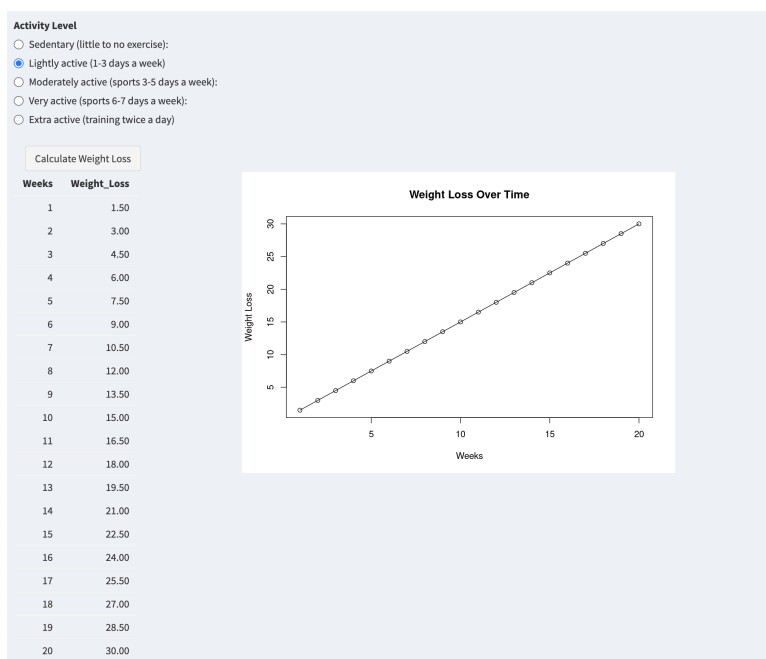 Activity Level
Sedentary (little to no exercise):
Lightly active (1-3 days a week)
Moderately active (sports 3-5 days a week):
Very active (sports 6-7 days a week):
Extra active (training twice a day)
Calculate Weight Loss
Weeks Weight_Loss
1 1.50
2 3.00
3 4.50
4 6.00
5 7.50
6 9.00
7 10.50
8 12.00
9 13.50
10 15.00
11 16.50
12 18.00
13 19.50
14 21.00
15 22.50
16 24.00
17 25.50
18 27.00
19 28.50
20 30.00
Weight Loss Over Time
Weight Loss
30
25
20
15
10
5
5 10 15 20
Weeks